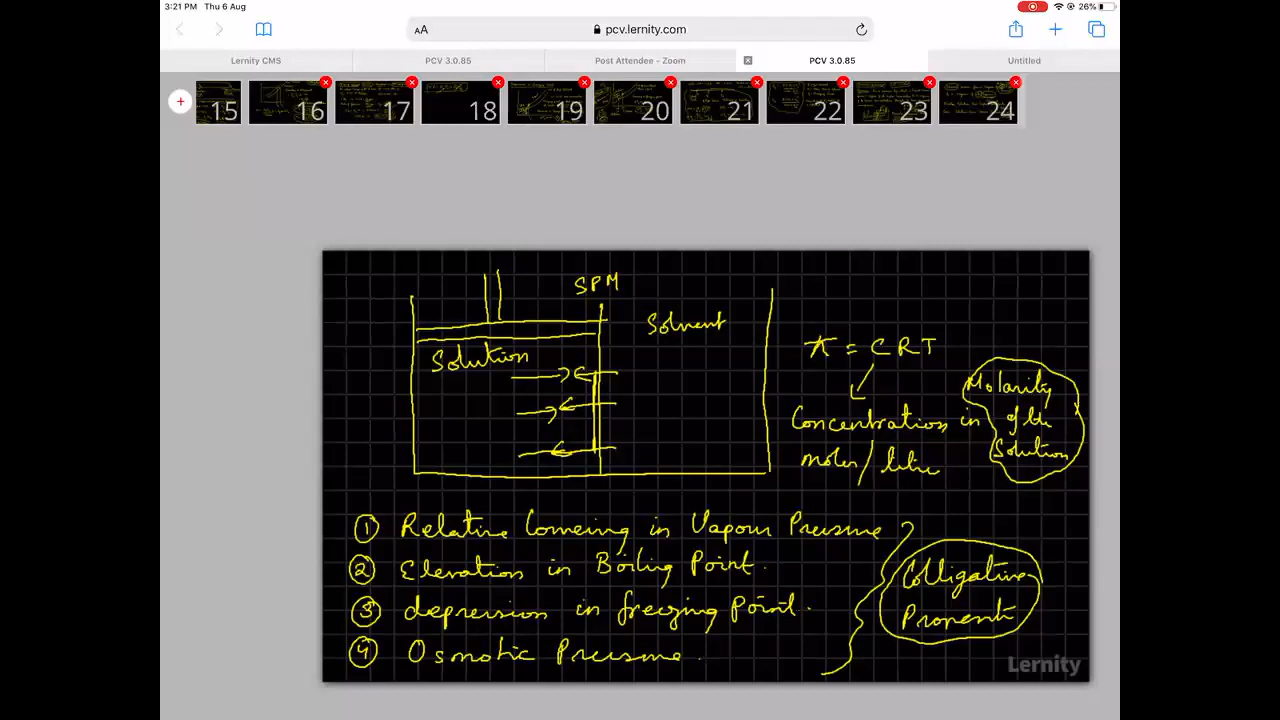 3:21 PM Thu 6 Aug
26%
AA
pcv.lernity.com
Lernity CMS
PCV 3.0.85
Post Attendee - Zoom
PCV 3.0.85
Untitled
15 16 17 18 19 20 21 22 23 24
SPM
Solvent
Solution
π = C R T
Concentration in
moles/litre
Molarity
of the
Solution
① Relative Lowering in Vapour Pressure
② Elevation in Boiling Point.
③ depression in freezing Point.
④ Osmotic Pressure.
Colligative
Lernity